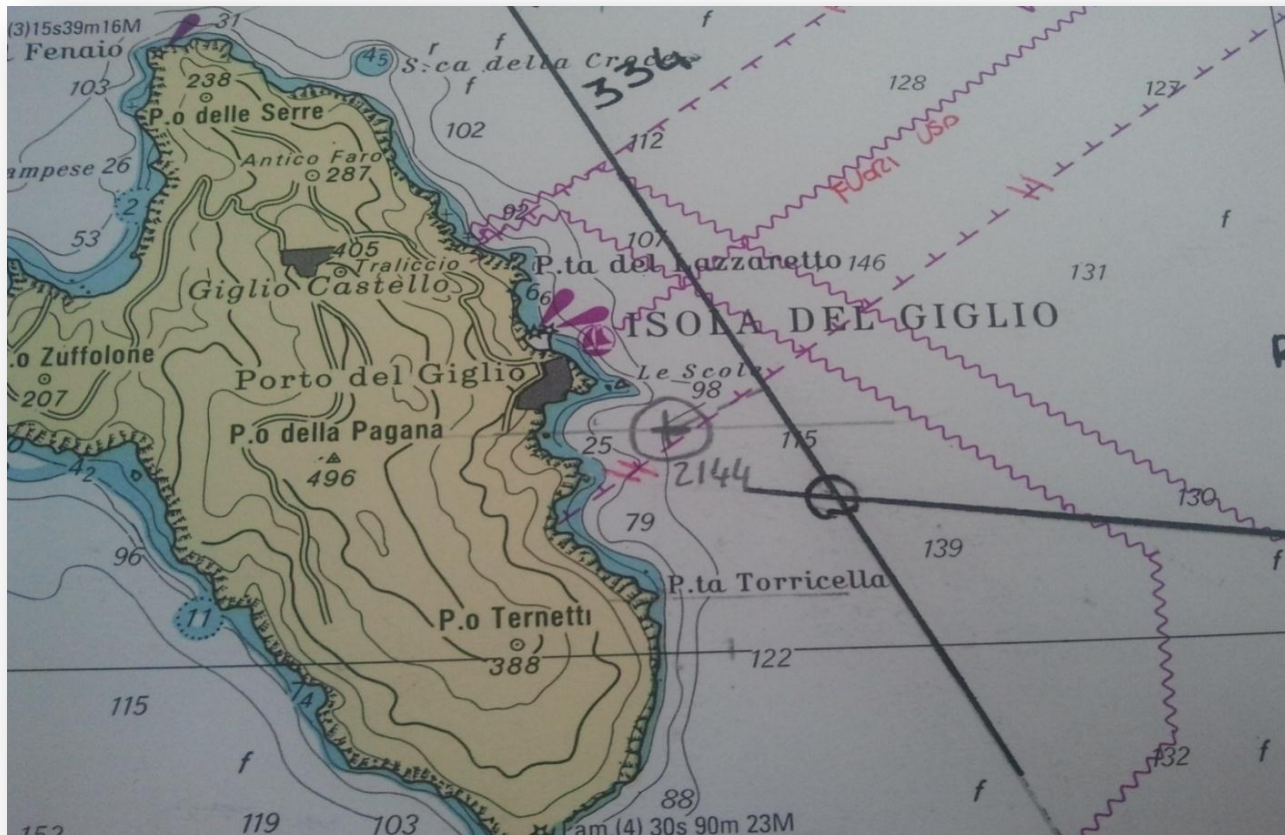 (3)15s39m16M
31
Fenaio
45
r
f
f
S:ca della Croce
f
334
103
238
P.o delle Serre
102
112
128
127
FUORI USO
Antico Faro
287
ampese 26
2
92
f
53
405
Traliccio
Giglio Castello
107
P.ta del Lazzaretto
146
131
66
ISOLA DEL GIGLIO
.o Zuffolone
207
Porto del Giglio
Le Scole
98
P.o della Pagana
496
25
115
2144
42
79
130
139
f
96
P.ta Torricella
11
P.o Ternetti
388
122
74
115
132
f
f
f
88
152
119
103
am (4) 30s 90m 23M